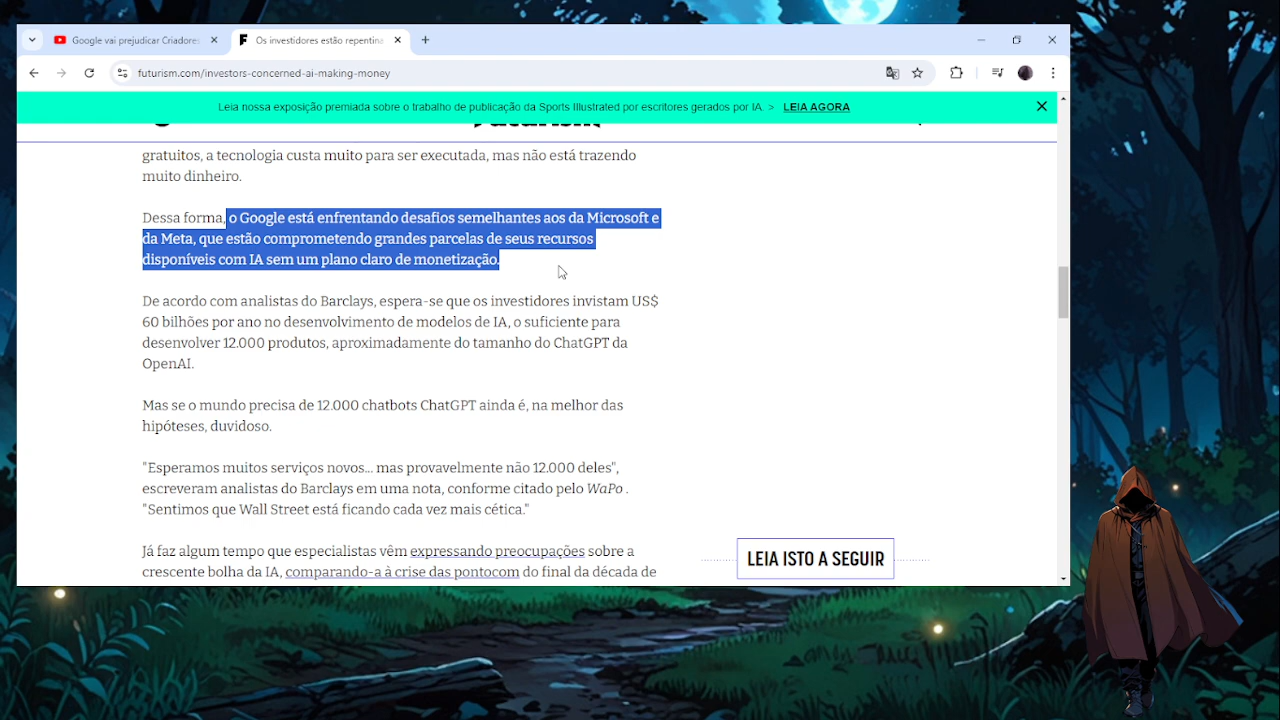 Google vai prejudicar Criadore
Os investidores estão repentina
futurism.com/investors-concerned-ai-making-money
Leia nossa exposição premiada sobre o trabalho de publicação da Sports Illustrated por escritores gerados por IA. > LEIA AGORA
gratuitos, a tecnologia custa muito para ser executada, mas não está trazendo
muito dinheiro.
Dessa forma, o Google está enfrentando desafios semelhantes aos da Microsoft e
da Meta, que estão comprometendo grandes parcelas de seus recursos
disponíveis com IA sem um plano claro de monetização.
De acordo com analistas do Barclays, espera-se que os investidores invistam US$
60 bilhões por ano no desenvolvimento de modelos de IA, o suficiente para
desenvolver 12.000 produtos, aproximadamente do tamanho do ChatGPT da
OpenAI.
Mas se o mundo precisa de 12.000 chatbots ChatGPT ainda é, na melhor das
hipóteses, duvidoso.
"Esperamos muitos serviços novos... mas provavelmente não 12.000 deles",
escreveram analistas do Barclays em uma nota, conforme citado pelo WaPo .
"Sentimos que Wall Street está ficando cada vez mais cética."
Já faz algum tempo que especialistas vêm expressando preocupações sobre a
crescente bolha da IA, comparando-a à crise das pontocom do final da década de
LEIA ISTO A SEGUIR